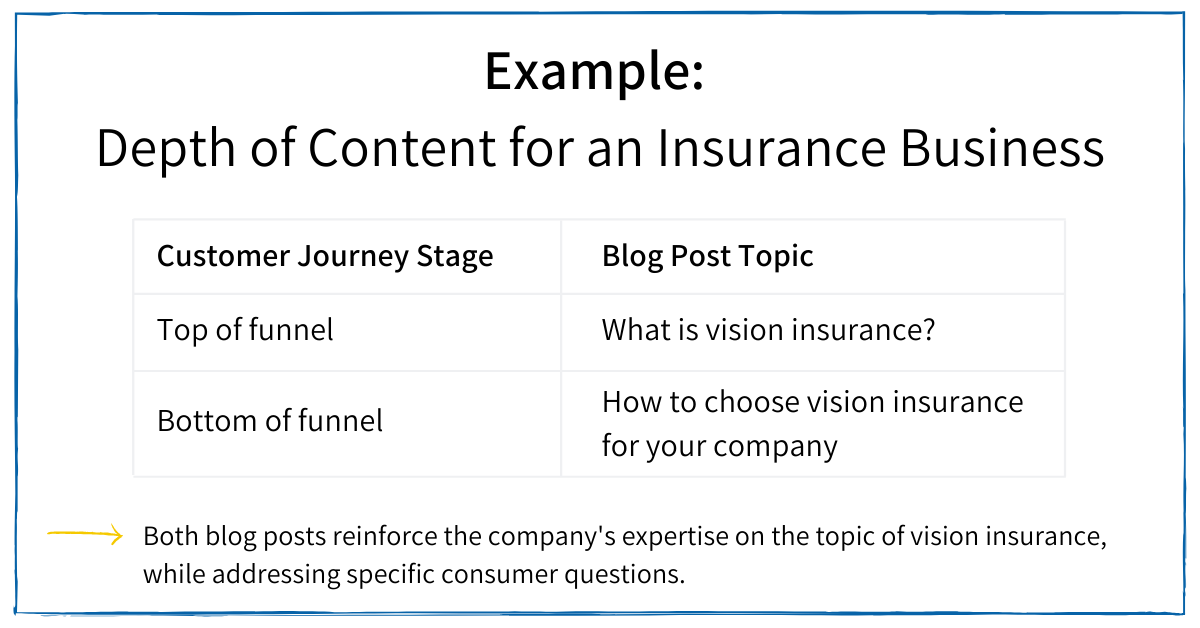 Example:
Depth of Content for an Insurance Business
Customer Journey Stage
Blog Post Topic
Top of funnel
What is vision insurance?
Bottom of funnel
How to choose vision insurance
for your company
Both blog posts reinforce the company's expertise on the topic of vision insurance,
while addressing specific consumer questions.